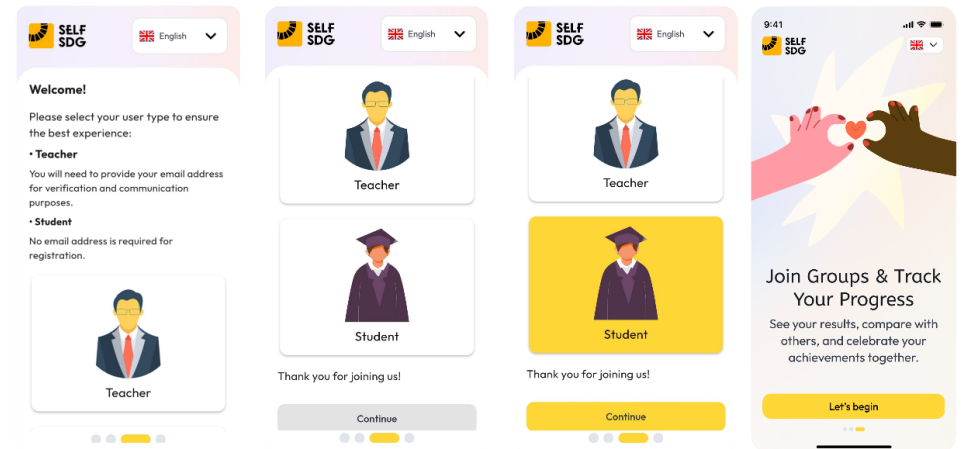 SELF
SDG
English
Welcome!
Please select your user type to ensure
the best experience:
• Teacher
You will need to provide your email address
for verification and communication
purposes.
• Student
No email address is required for
registration.
Teacher
SELF
SDG
English
Teacher
Student
Thank you for joining us!
Continue
SELF
SDG
English
Teacher
Student
Thank you for joining us!
Continue
9:41
SELF
SDG
Join Groups & Track
Your Progress
See your results, compare with
others, and celebrate your
achievements together.
Let's begin